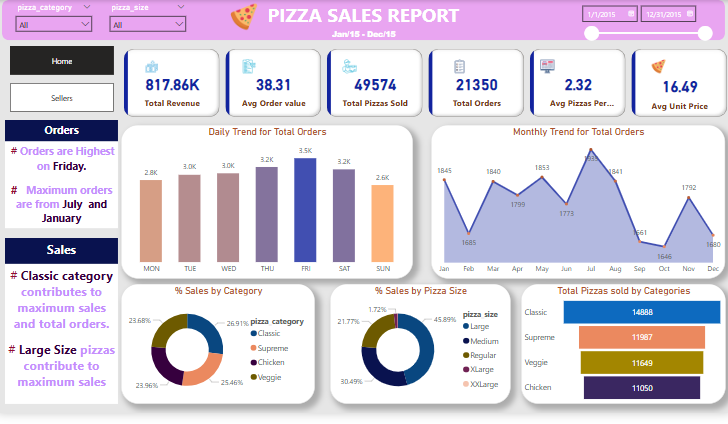 pizza_category
pizza_size
All
All
PIZZA SALES REPORT
Jan/15 - Dec/15
1/1/2015
12/31/2015
Home
Sellers
817.86K
Total Revenue
38.31
Avg Order value
49574
Total Pizzas Sold
21350
Total Orders
2.32
Avg Pizzas Per...
16.49
Avg Unit Price
Orders
# Orders are Highest
on Friday.
# Maximum orders
are from July and
January
Sales
# Classic category
contributes to
maximum sales
and total orders.
# Large Size pizzas
contribute to
maximum sales
Daily Trend for Total Orders
2.8K
3.0K
3.0K
3.2K
3.5K
3.2K
2.6K
MON
TUE
WED
THU
FRI
SAT
SUN
Monthly Trend for Total Orders
1845
1685
1840
1799
1853
1773
1935
1841
1661
1646
1792
1680
Jan
Feb
Mar
Apr
May
Jun
Jul
Aug
Sep
Oct
Nov
Dec
% Sales by Category
23.68%
26.91%
23.96%
25.46%
pizza_category
Classic
Supreme
Chicken
Veggie
% Sales by Pizza Size
1.72%
21.77%
45.89%
30.49%
pizza_size
Large
Medium
Regular
XLarge
XXLarge
Total Pizzas sold by Categories
Classic
14888
Supreme
11987
Veggie
11649
Chicken
11050